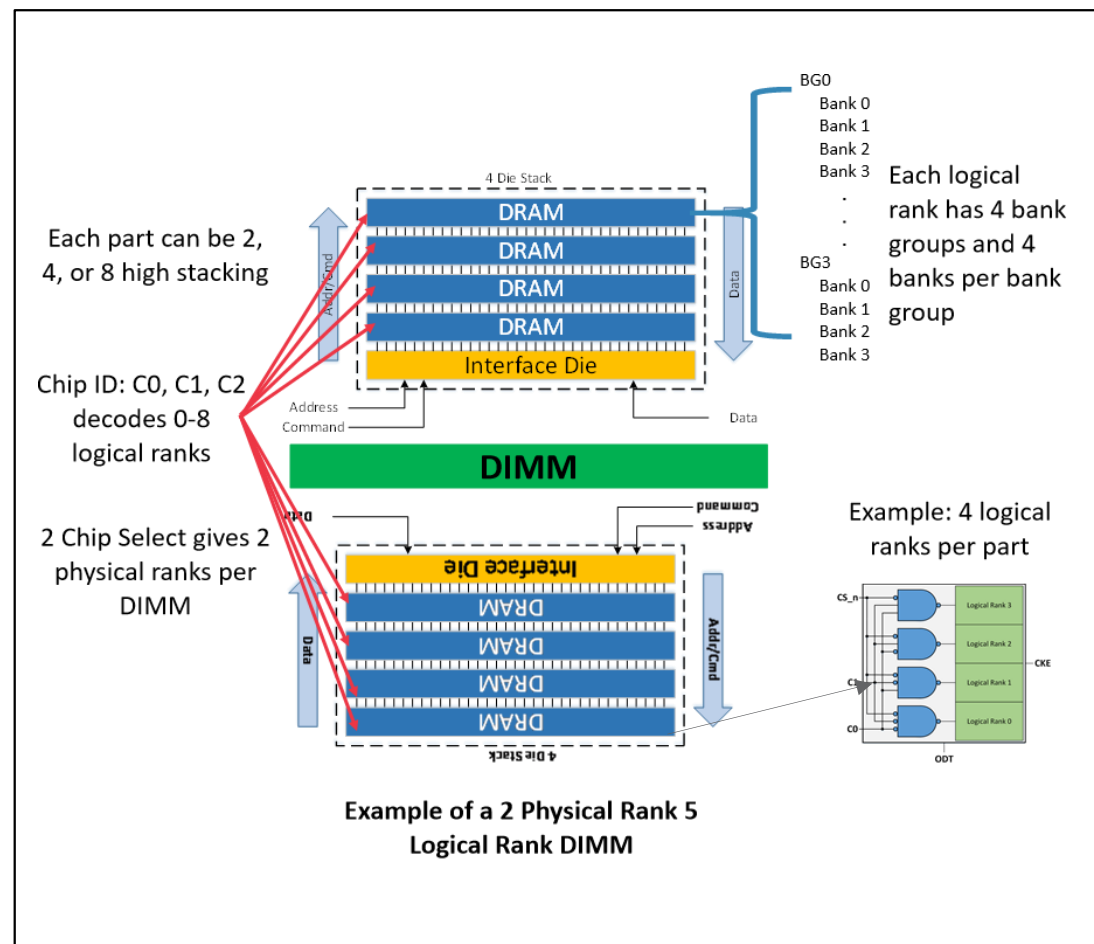 BG0
Bank 0
Bank 1
Bank 2
Bank 3
.
.
.
BG3
Bank 0
Bank 1
Bank 2
Bank 3
Each logical
rank has 4 bank
groups and 4
banks per bank
group
4 Die Stack
DRAM
DRAM
DRAM
DRAM
Interface Die
Addr/Cmd
Data
Address
Command
Data
Each part can be 2,
4, or 8 high stacking
Chip ID: C0, C1, C2
decodes 0-8
logical ranks
DIMM
2 Chip Select gives 2
physical ranks per
DIMM
Data
Command
Address
Interface Die
DRAM
DRAM
DRAM
DRAM
Data
Addr/Cmd
4 Die Stack
Example: 4 logical
ranks per part
CS_n
C1
C0
Logical Rank 3
Logical Rank 2
Logical Rank 1
Logical Rank 0
CKE
ODT
Example of a 2 Physical Rank 5
Logical Rank DIMM